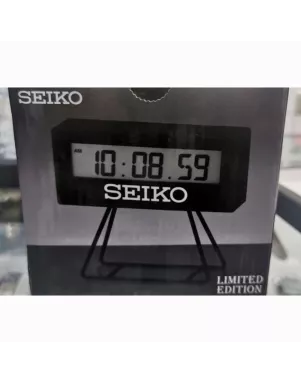 SEIKO
10:08.59
SEIKO
LIMITED
EDITION